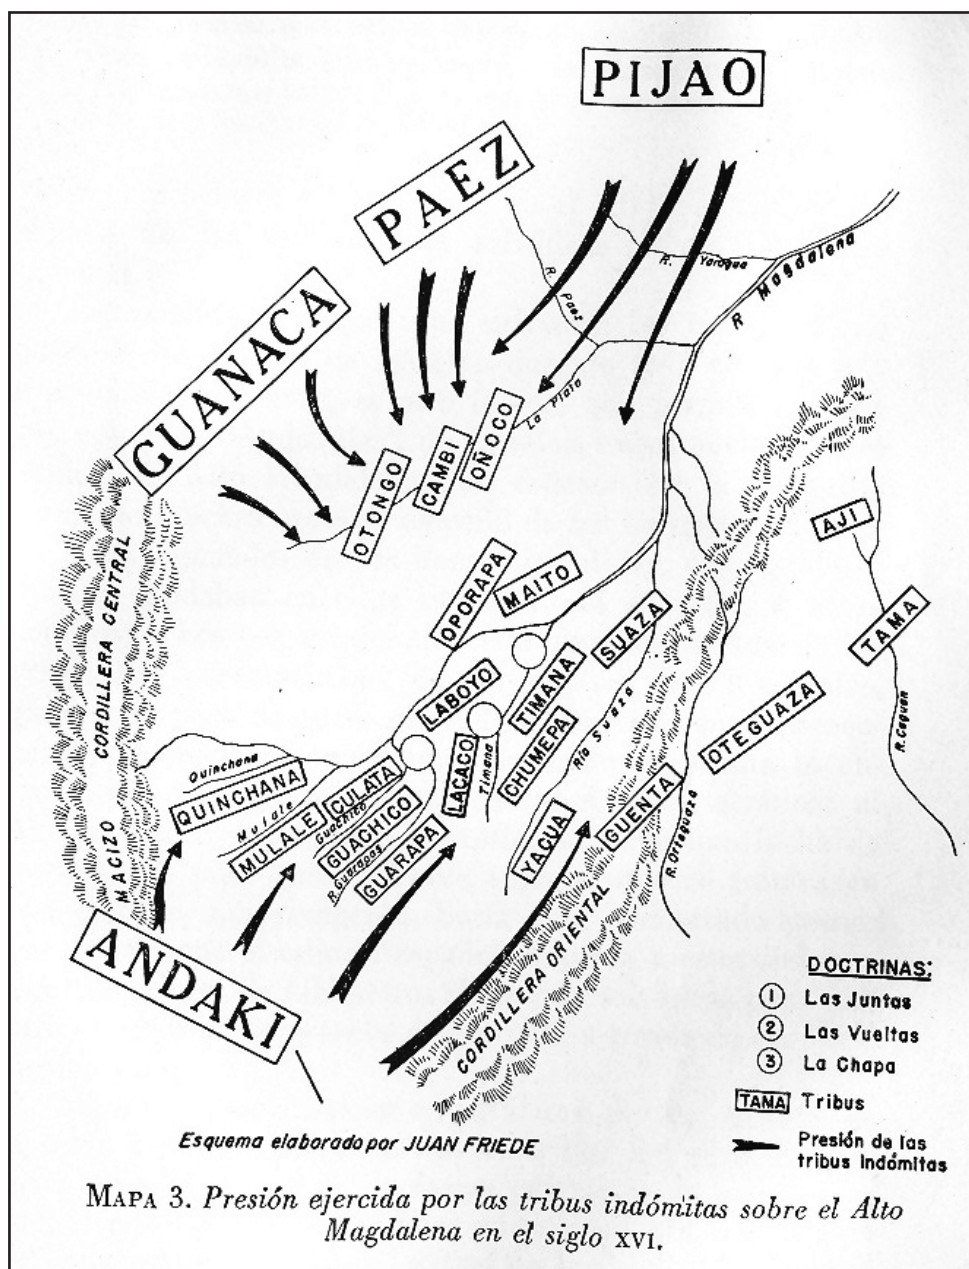 PIJAO
PAEZ
GUANACA
R. Paez
R. Yaragua
R Magdalena
La Plata
OTONGO
CAMBI
OÑOCO
CORDILLERA CENTRAL
MACIZO
AJI
TAMA
R. Caguan
OPORAPA
MAITO
SUAZA
LABOYO
TIMANA
Río Suaza
OTEGUAZA
LACACO
Timana
CHUMEPA
Quinchana
QUINCHANA
Mulale
MULALE
CULATA
Guachico
GUACHICO
R. Guarapas
GUARAPA
YACUA
GUENTA
R. Orteguaza
ANDAKI
CORDILLERA ORIENTAL
DOCTRINAS:
1 Las Juntas
2 Las Vueltas
3 La Chapa
TAMA Tribus
Presión de las
tribus indómitas
Esquema elaborado por JUAN FRIEDE
MAPA 3. Presión ejercida por las tribus indómitas sobre el Alto
Magdalena en el siglo XVI.